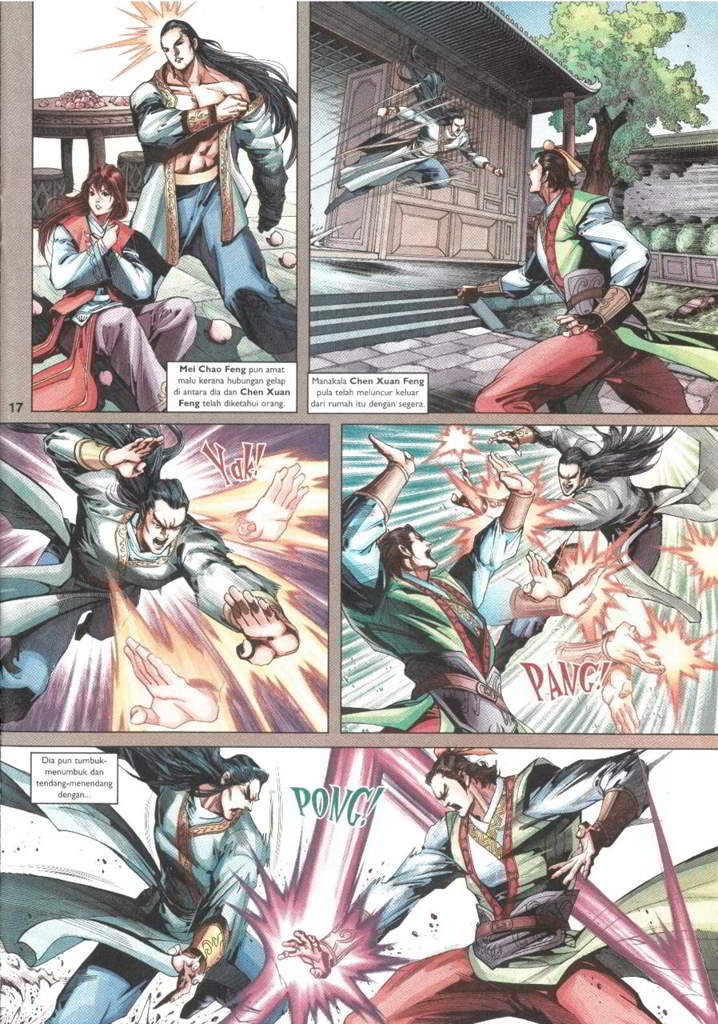 Mei Chao Feng pun amat
malu kerana hubungan gelap
di antara dia dan Chen Xuan
Feng telah diketahui orang.
Manakala Chen Xuan Feng
pula telah meluncur keluar
dari rumah itu dengan segera.
17
Yak!
PANG!
Dia pun tumbuk-
menumbuk dan
tendang-menendang
dengan...
PONG!